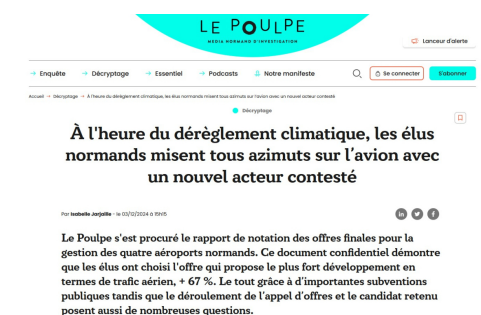 LE POULPE
MEDIA NORMAND D'INVESTIGATION
Lanceur d'alerte
→ Enquête → Décryptage → Essentiel → Podcasts Notre manifeste Se connecter S'abonner
Accueil → Décryptage → À l'heure du dérèglement climatique, les élus normands misent tous azimuts sur l'avion avec un nouvel acteur contesté
Décryptage
À l'heure du dérèglement climatique, les élus
normands misent tous azimuts sur l'avion avec
un nouvel acteur contesté
Par Isabelle Jarjaille - le 03/12/2024 à 15h15
in
f
Le Poulpe s'est procuré le rapport de notation des offres finales pour la
gestion des quatre aéroports normands. Ce document confidentiel démontre
que les élus ont choisi l'offre qui propose le plus fort développement en
termes de trafic aérien, + 67 %. Le tout grâce à d'importantes subventions
publiques tandis que le déroulement de l'appel d'offres et le candidat retenu
posent aussi de nombreuses questions.